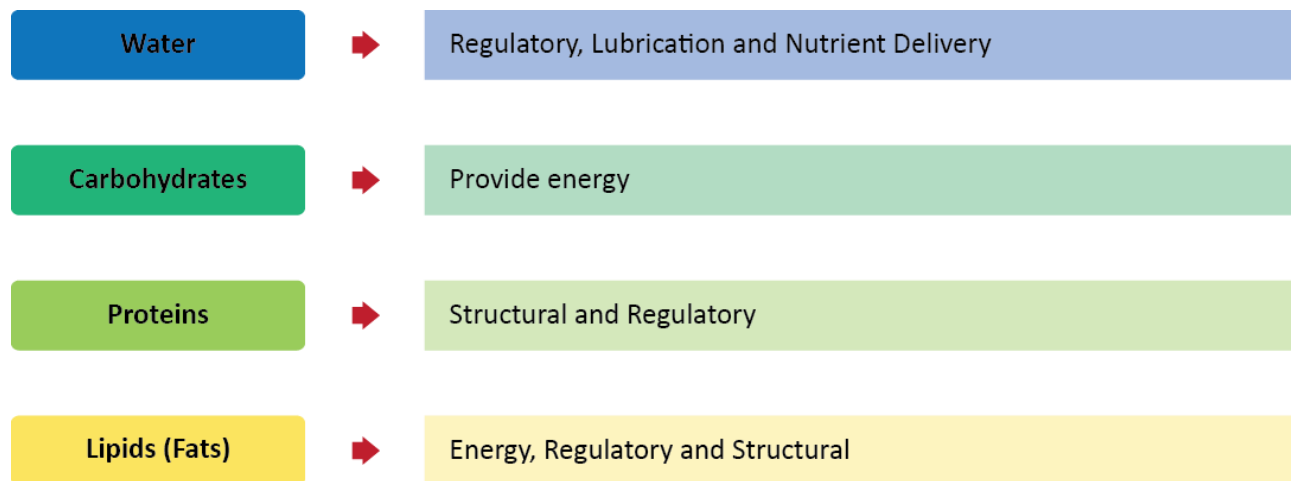 Water
Regulatory, Lubrication and Nutrient Delivery
Carbohydrates
Provide energy
Proteins
Structural and Regulatory
Lipids (Fats)
Energy, Regulatory and Structural